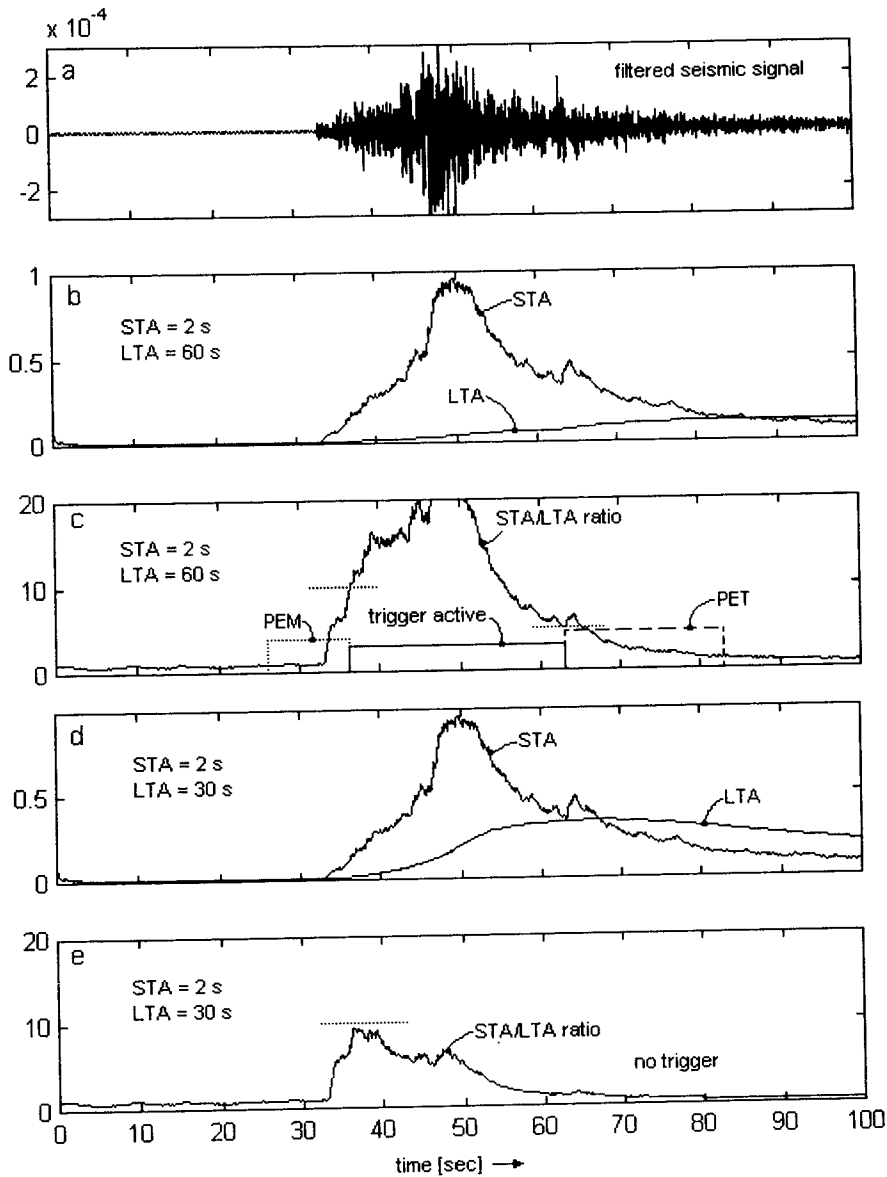 x 10^-4
a
filtered seismic signal
2
0
-2
1
b
STA
STA = 2 s
LTA = 60 s
0.5
LTA
0
20
c
STA/LTA ratio
STA = 2 s
LTA = 60 s
10
PEM
trigger active
PET
0
d
STA
STA = 2 s
LTA = 30 s
0.5
LTA
0
20
e
STA = 2 s
LTA = 30 s
10
STA/LTA ratio
no trigger
0
0 10 20 30 40 50 60 70 80 90 100
time [sec]